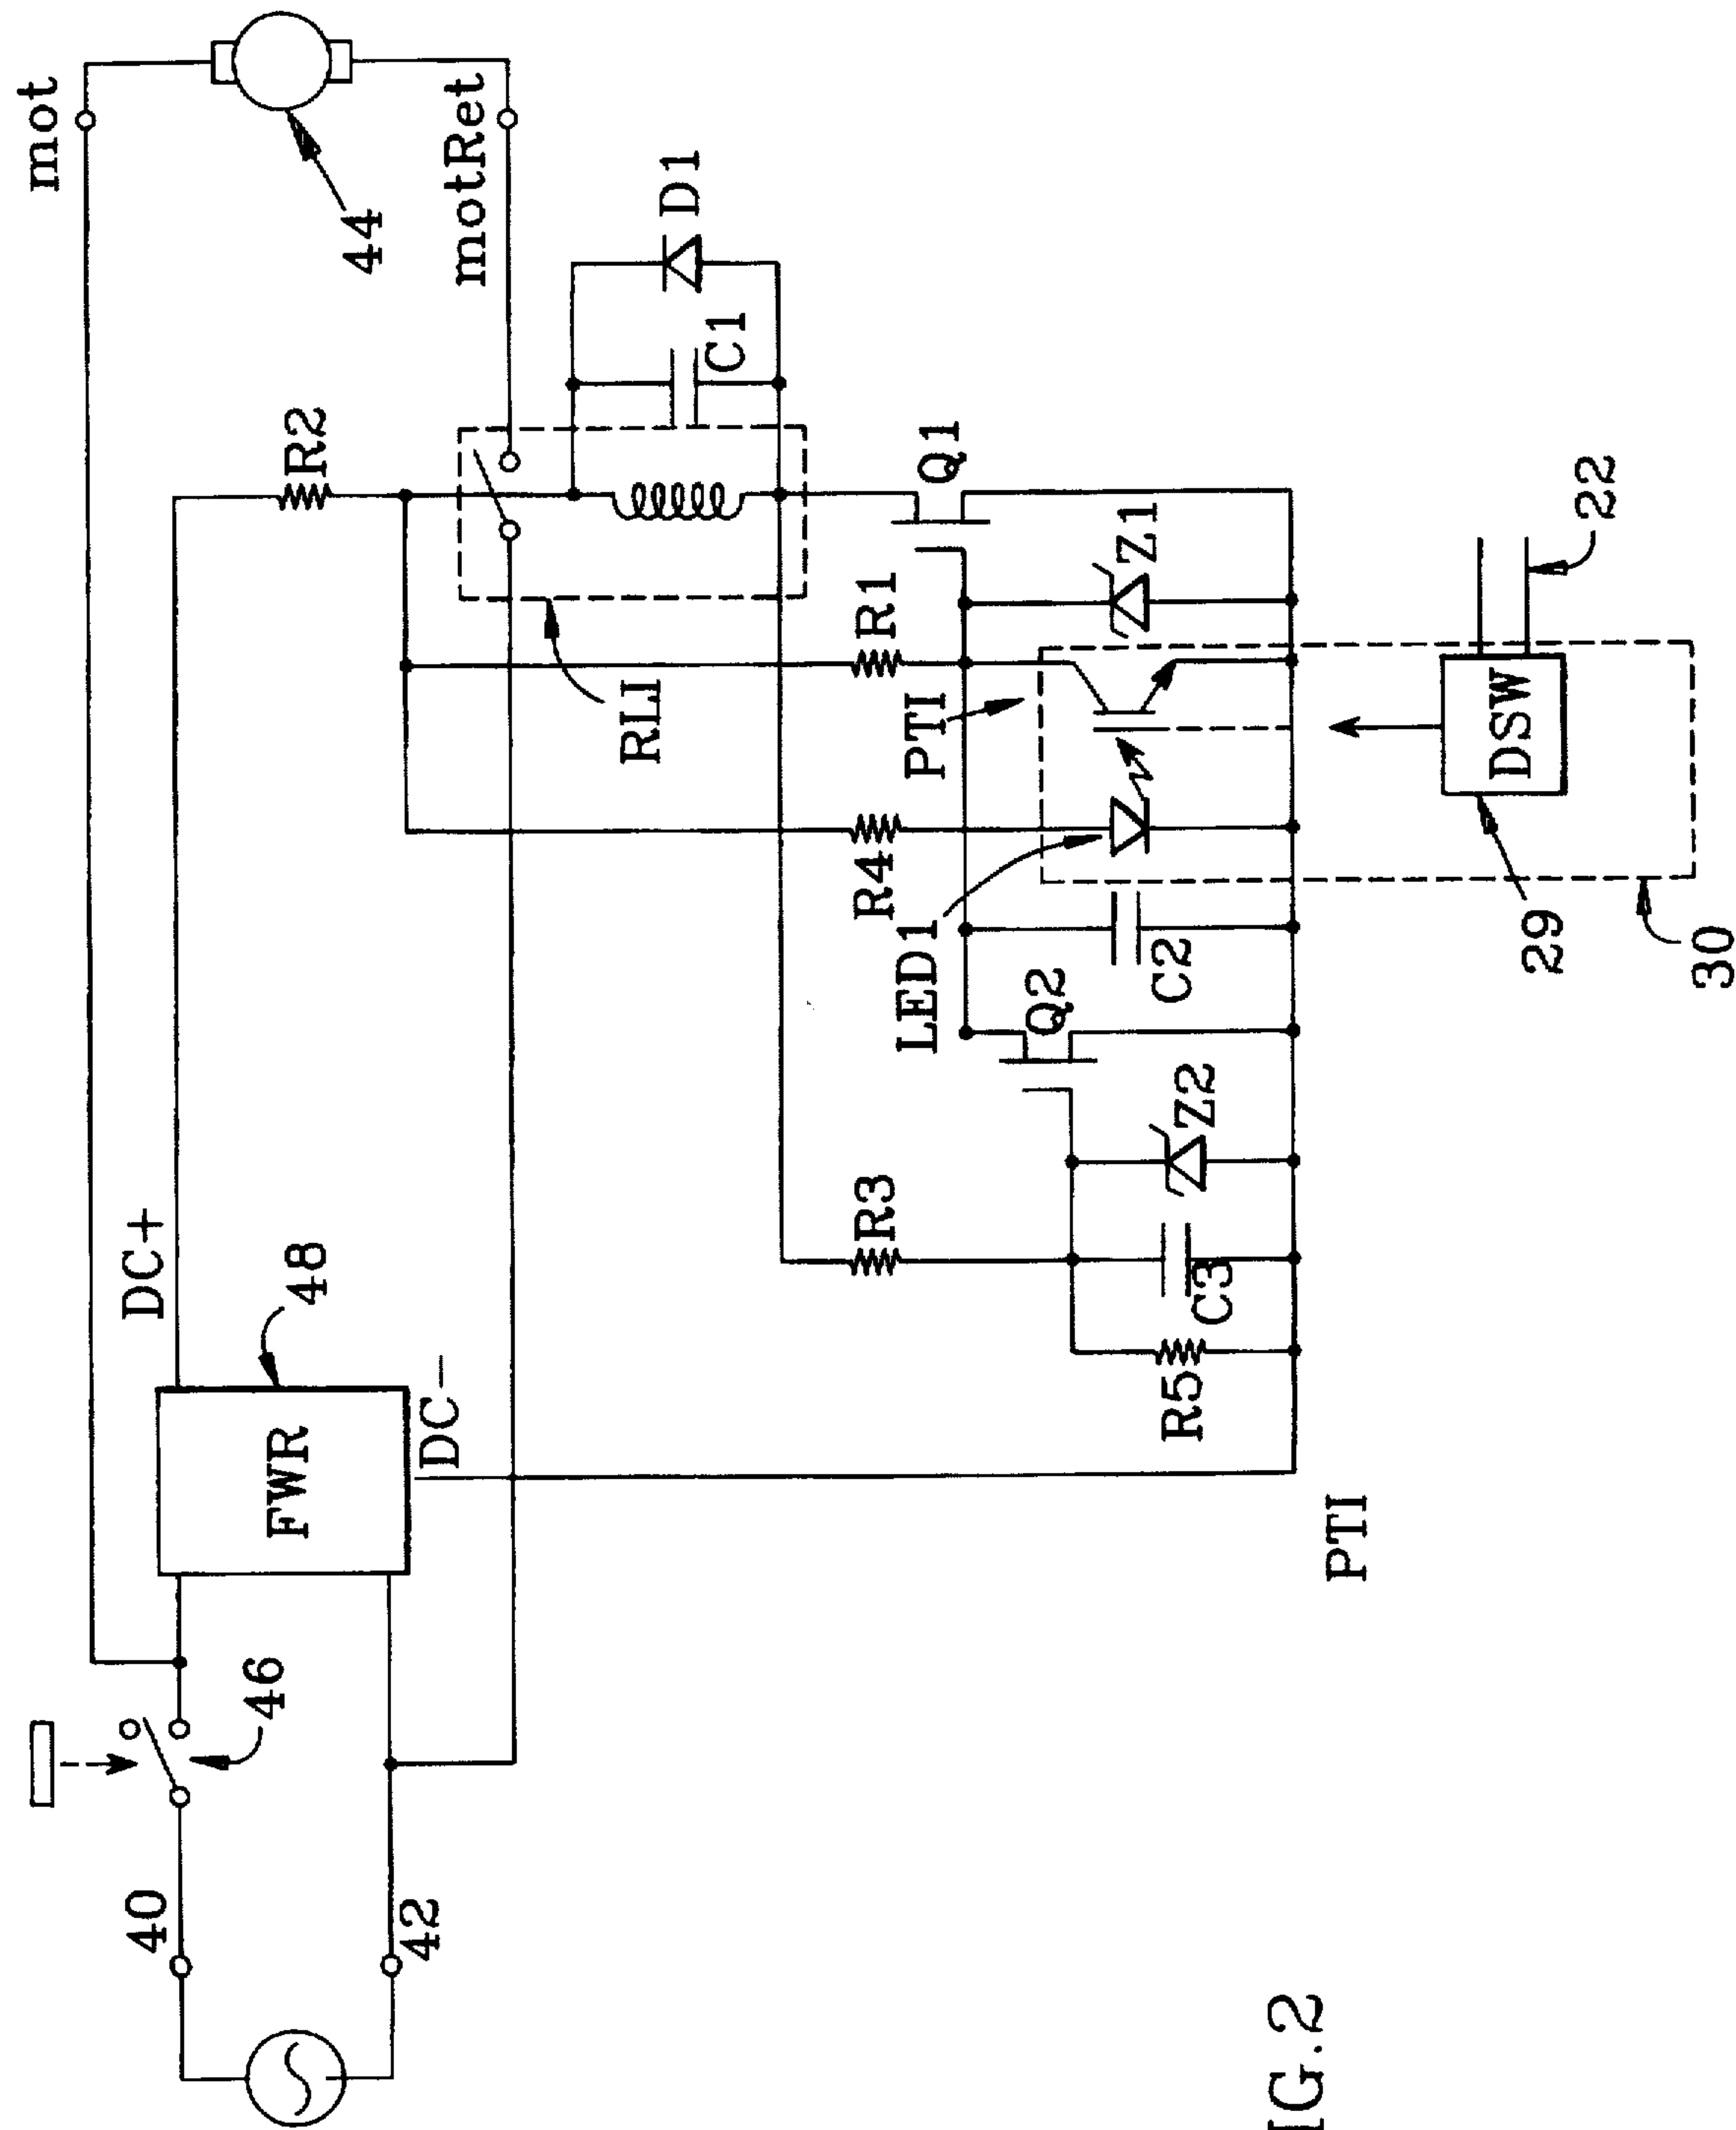 mot
44
motRet
D1
C1
R2
RLI
DC+
48
FWR
DC-
46
40
42
R1
Q1
Z1
PTI
R4
LED1
C2
Q2
Z2
R3
C3
R5
22
DSW
29
30
PTI
IG.2